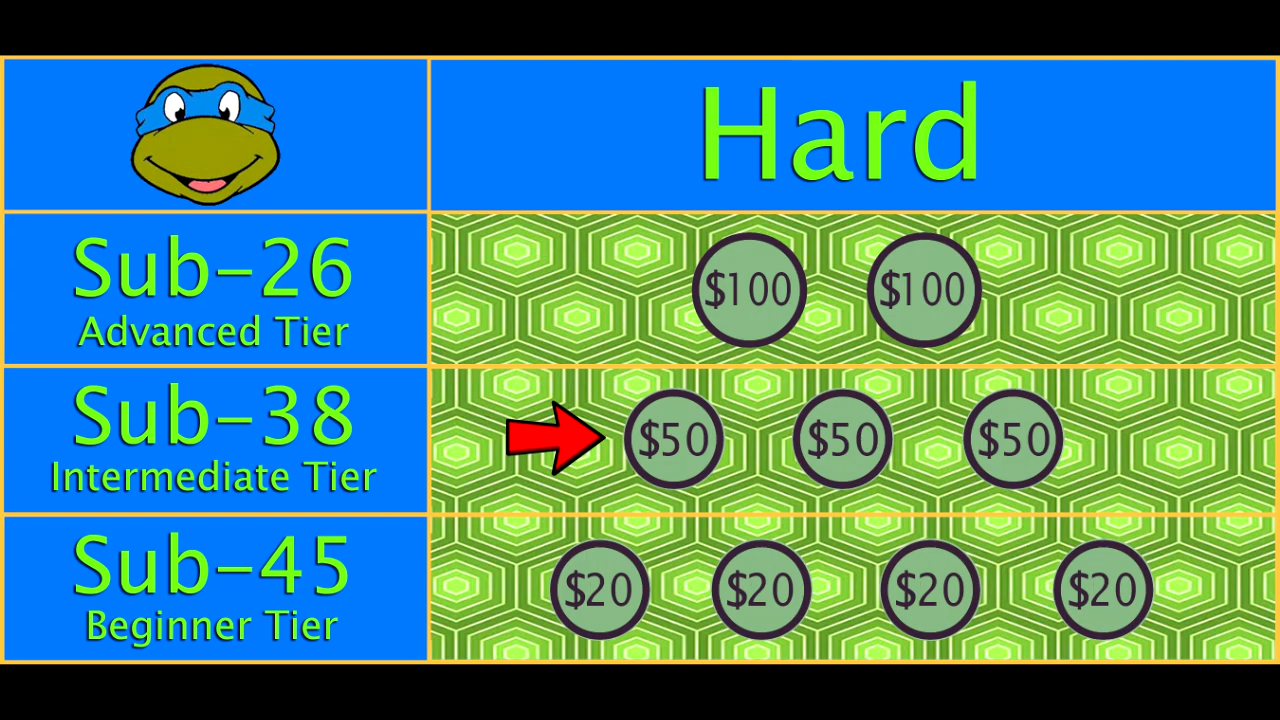 Hard
Sub-26
Advanced Tier
$100 $100
Sub-38
Intermediate Tier
$50 $50 $50
Sub-45
Beginner Tier
$20 $20 $20 $20